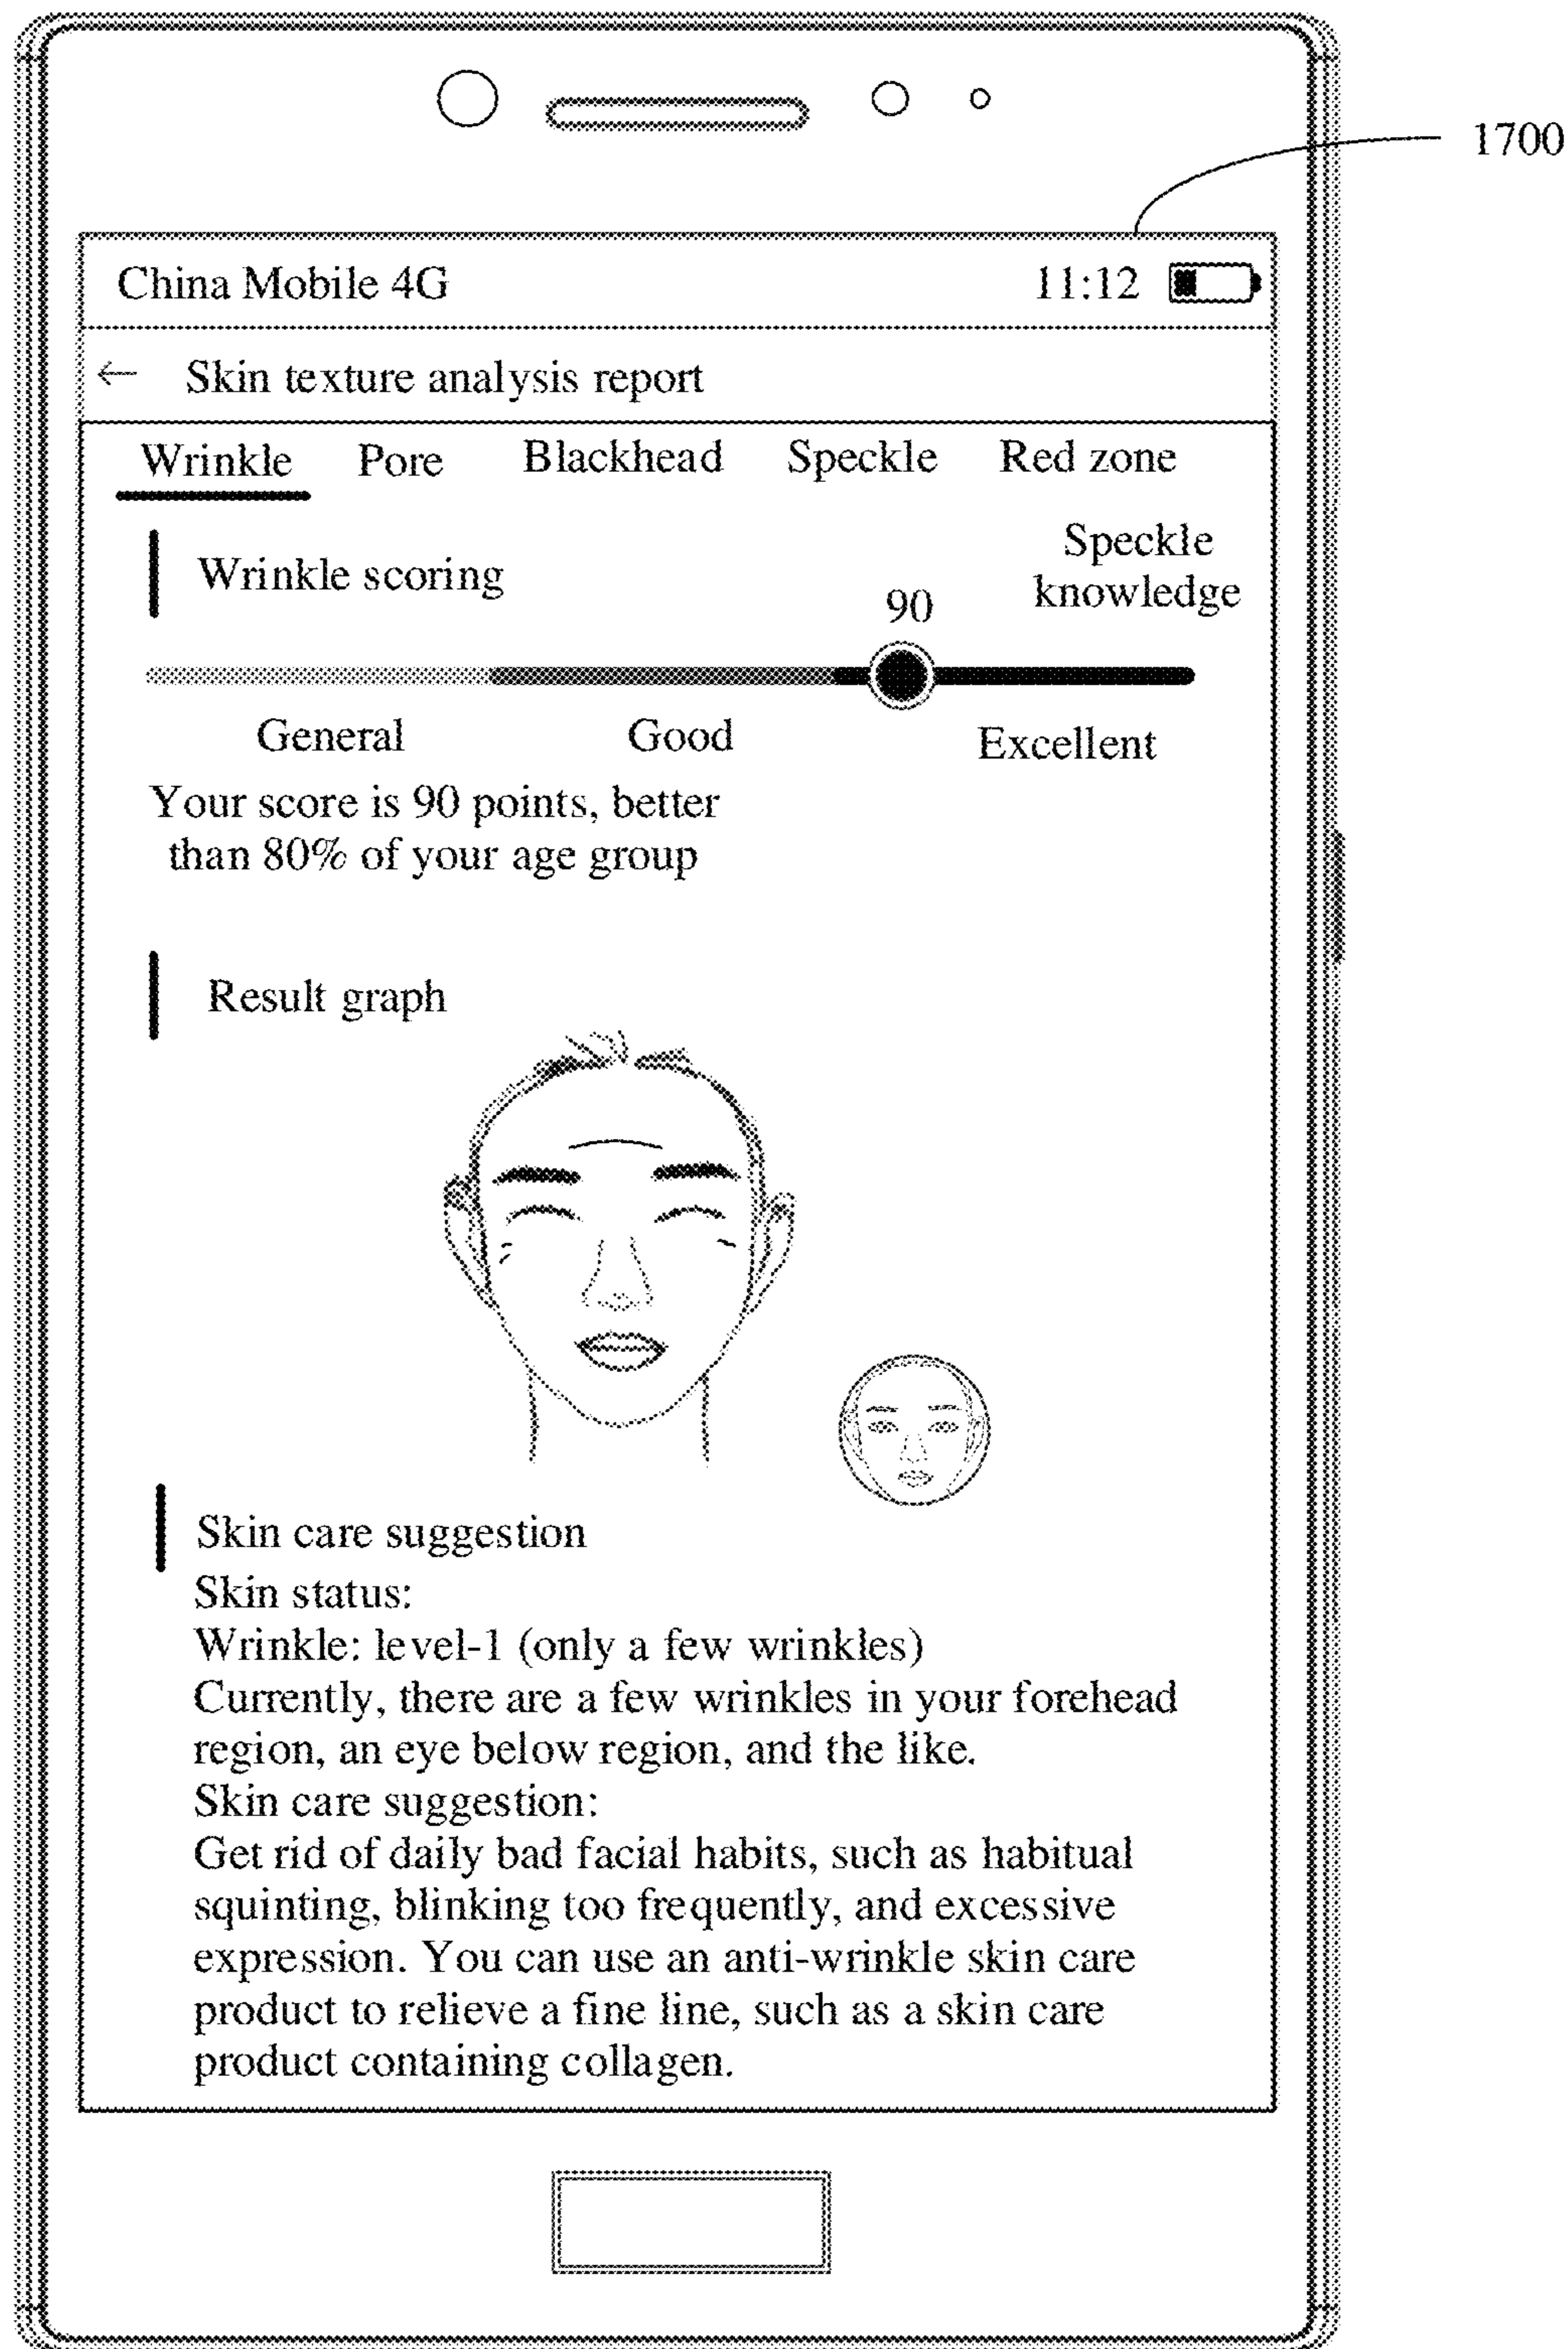 1700
China Mobile 4G 11:12
← Skin texture analysis report
Wrinkle Pore Blackhead Speckle Red zone
Wrinkle scoring
Speckle
knowledge
90
General Good Excellent
Your score is 90 points, better
than 80% of your age group
Result graph
Skin care suggestion
Skin status:
Wrinkle: level-1 (only a few wrinkles)
Currently, there are a few wrinkles in your forehead
region, an eye below region, and the like.
Skin care suggestion:
Get rid of daily bad facial habits, such as habitual
squinting, blinking too frequently, and excessive
expression. You can use an anti-wrinkle skin care
product to relieve a fine line, such as a skin care
product containing collagen.